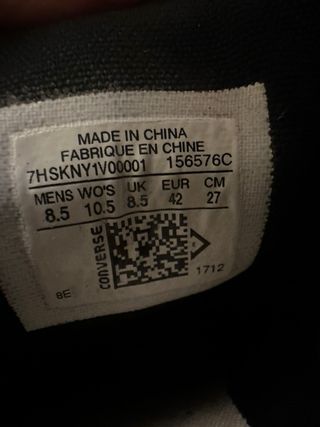 MADE IN CHINA
FABRIQUE EN CHINE
7HSKNY1V00001 156576C
MENS WO'S UK EUR CM
8.5 10.5 8.5 42 27
CONVERSE
8E
1712